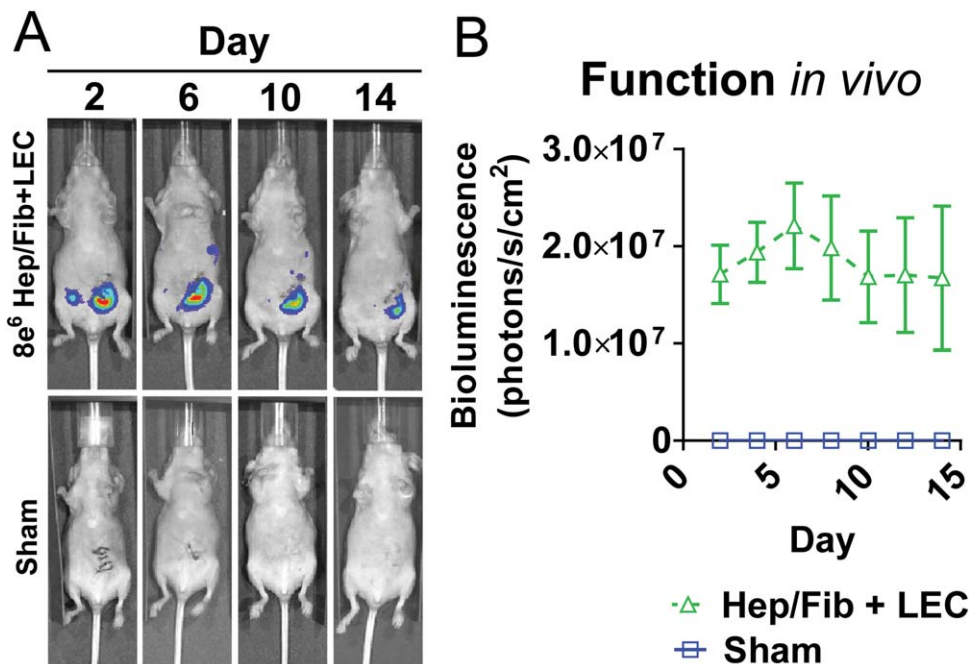 A
Day
2 6 10 14
8e⁶ Hep/Fib+LEC
Sham
B
Function in vivo
Bioluminescence
(photons/s/cm²)
3.0×10⁷
2.0×10⁷
1.0×10⁷
0
0 5 10 15
Day
Hep/Fib + LEC
Sham